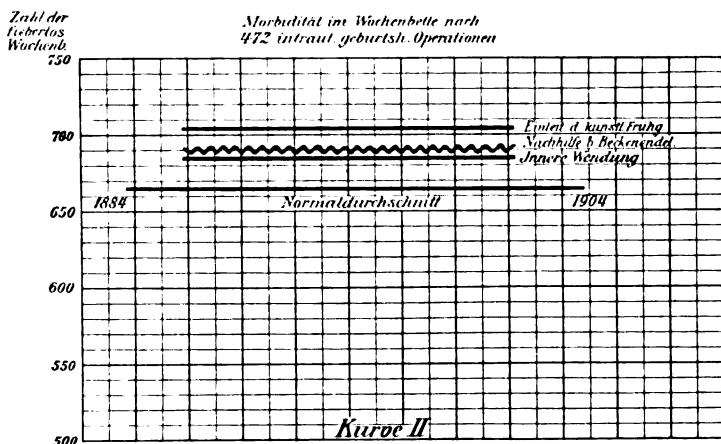 Zahl der
fieberlos
Wochenb.
Morbidität im Wochenbette nach
472 intraut. geburtsh. Operationen
750
Einleit d. künstl Frühg
700
Nachhilfe b Beckenendel.
Innere Wendung
1884 Normaldurchschnitt 1904
650
600
550
500
Kurve II